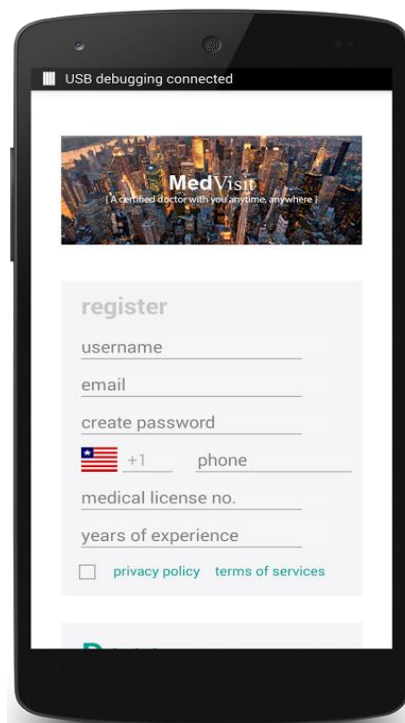 USB debugging connected
MedVisit
{ A certified doctor with you anytime, anywhere }
register
username
email
create password
+1 phone
medical license no.
years of experience
privacy policy terms of services